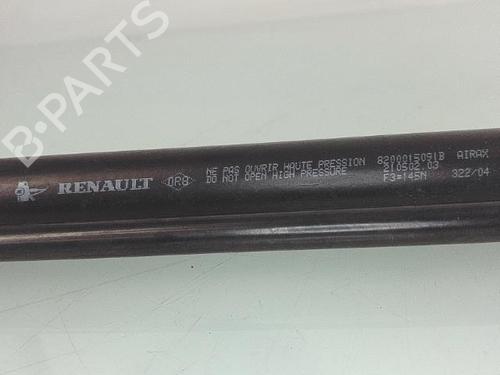 B-PARTS
RENAULT
OR8
NE PAS OUVRIR HAUTE PRESSION
DO NOT OPEN HIGH PRESSURE
8200015091B AIRAX
210502.03
F3=145N 322/04